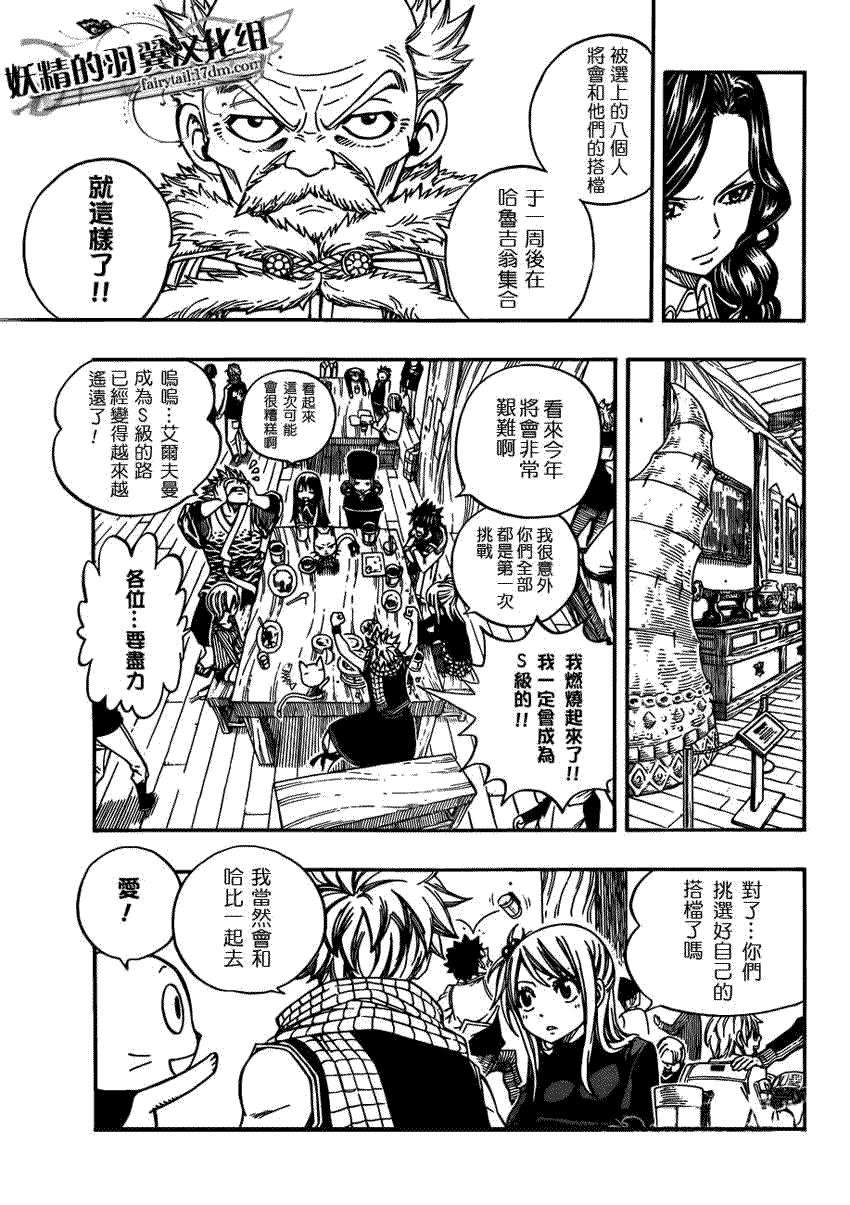 妖精的羽翼汉化组
fairytail.17dm.com
被選上的八個人
將會和他們的搭檔
于一周後在
哈魯吉翁集合
就這樣了!!
看來今年
將會非常
艱難啊
我很意外
你們全部
都是第一次
挑戰
我燃燒起來了!!
我一定會成為
S級的!!
看起來
這次可能
會很糟糕啊
嗚嗚…艾爾夫曼
成為S級的路
已經變得越來越
遙遠了!
各位…要盡力
對了…你們
挑選好自己的
搭檔了嗎
我當然會和
哈比一起去
愛!